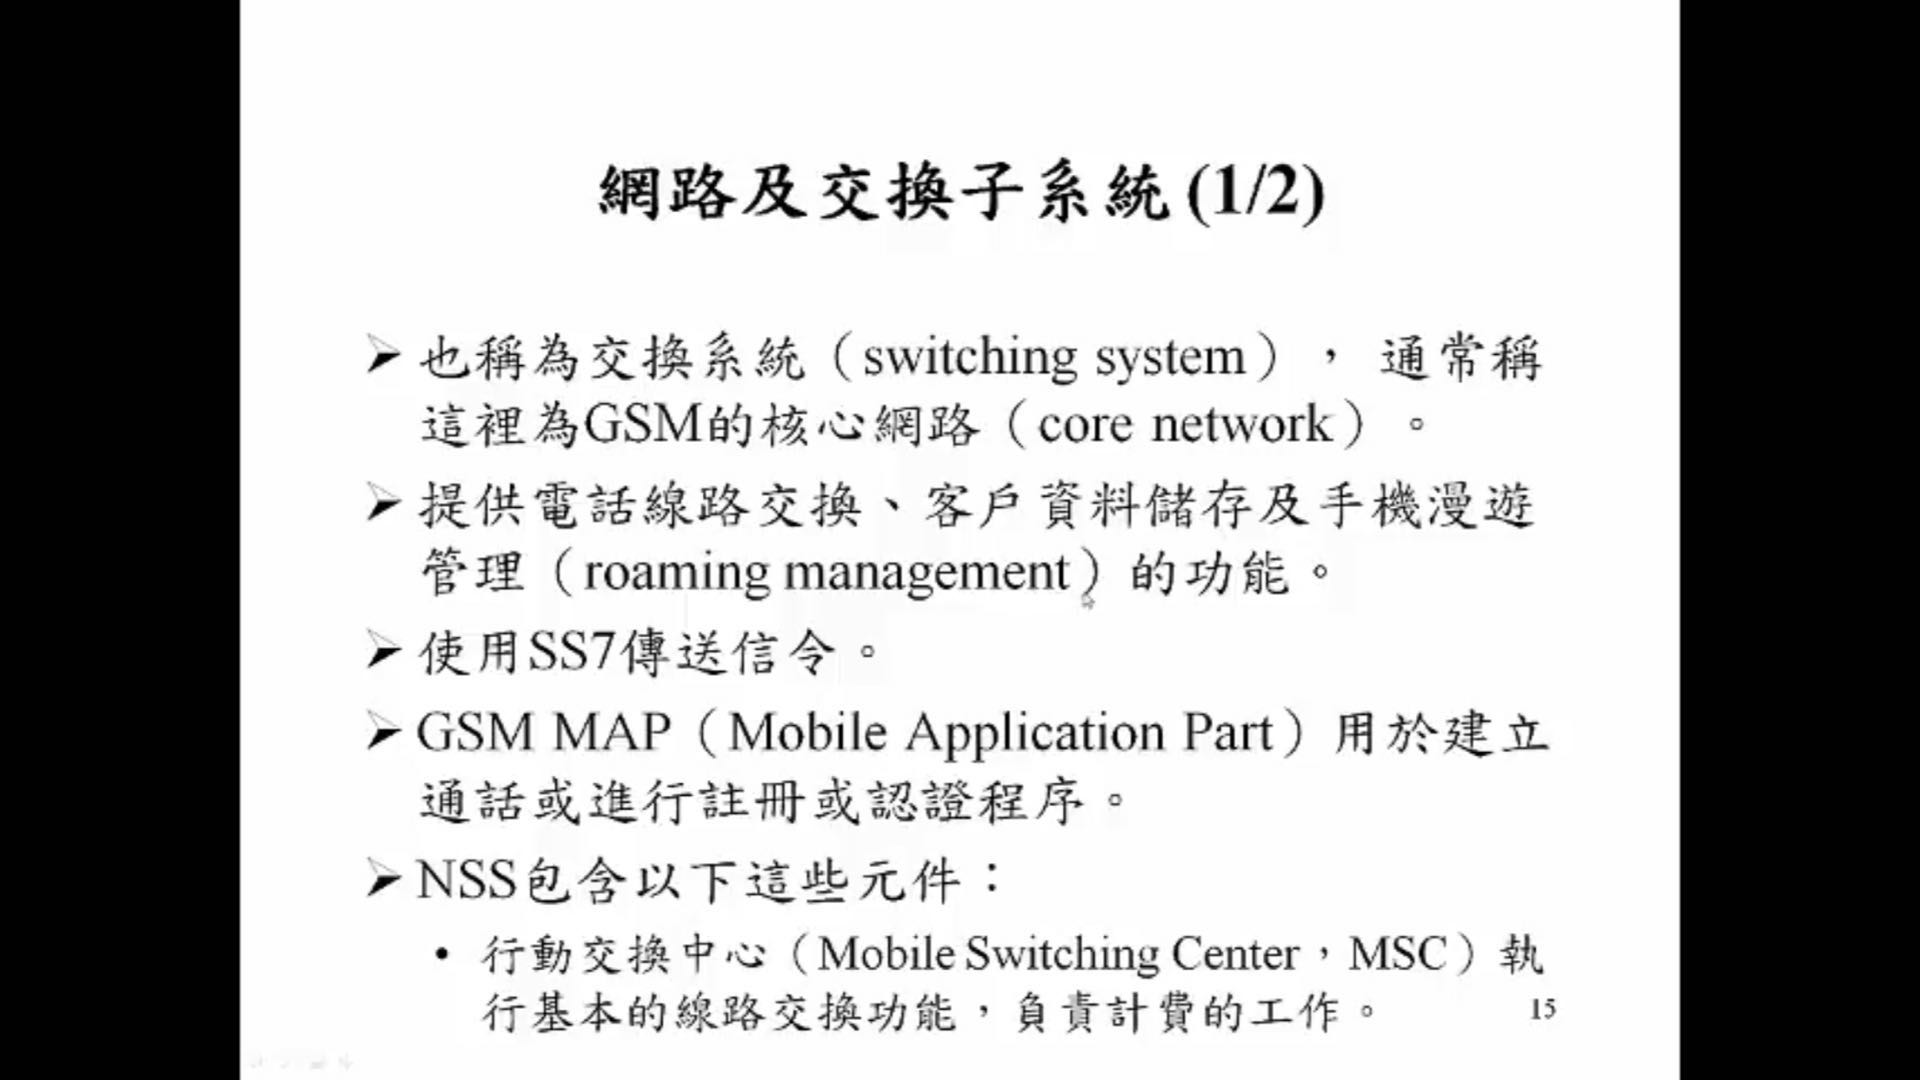 網路及交換子系統 (1/2)
➢ 也稱為交換系統（switching system），通常稱
這裡為GSM的核心網路（core network）。
➢ 提供電話線路交換、客戶資料儲存及手機漫遊
管理（roaming management）的功能。
➢ 使用SS7傳送信令。
➢ GSM MAP（Mobile Application Part）用於建立
通話或進行註冊或認證程序。
➢ NSS包含以下這些元件：
• 行動交換中心（Mobile Switching Center，MSC）執
行基本的線路交換功能，負責計費的工作。
15